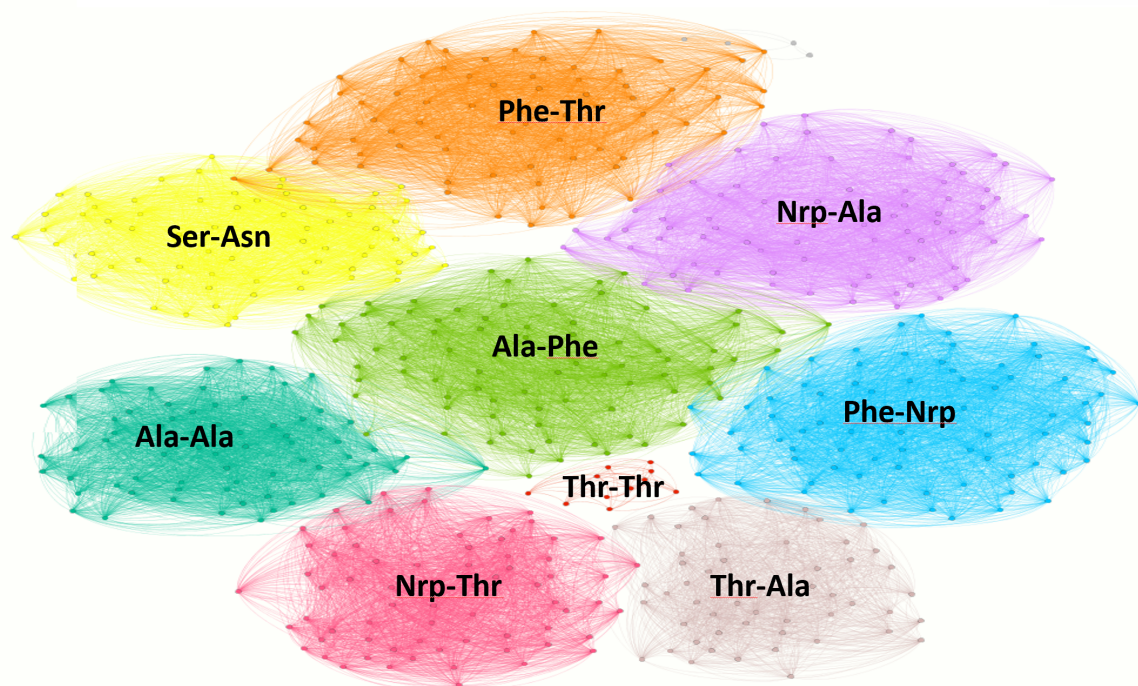 Phe-Thr
Nrp-Ala
Ser-Asn
Ala-Phe
Phe-Nrp
Ala-Ala
Thr-Thr
Nrp-Thr
Thr-Ala